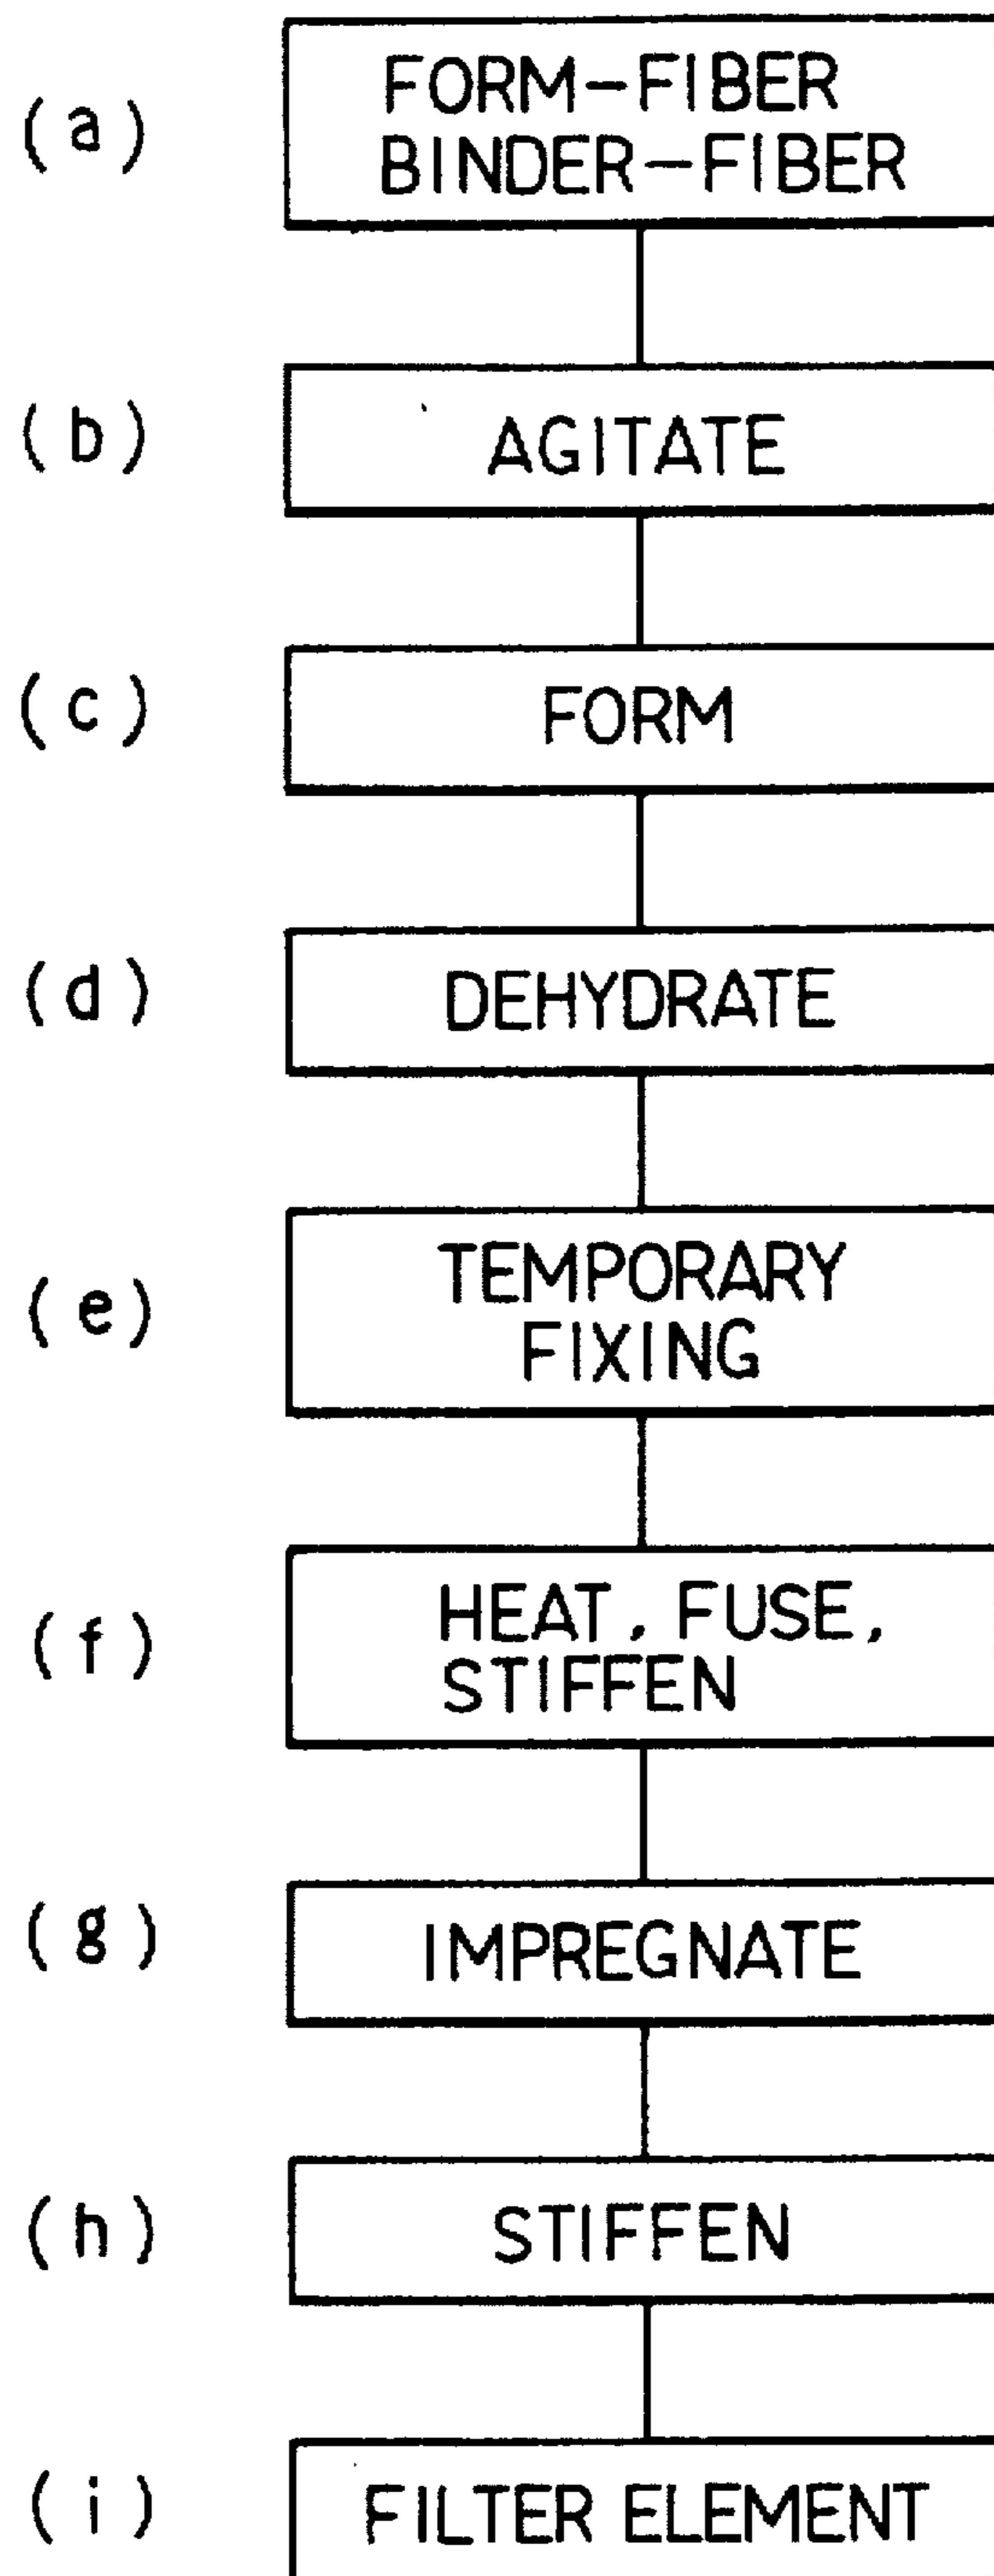 (a) FORM-FIBER
BINDER-FIBER
(b) AGITATE
(c) FORM
(d) DEHYDRATE
(e) TEMPORARY
FIXING
(f) HEAT, FUSE,
STIFFEN
(g) IMPREGNATE
(h) STIFFEN
(i) FILTER ELEMENT